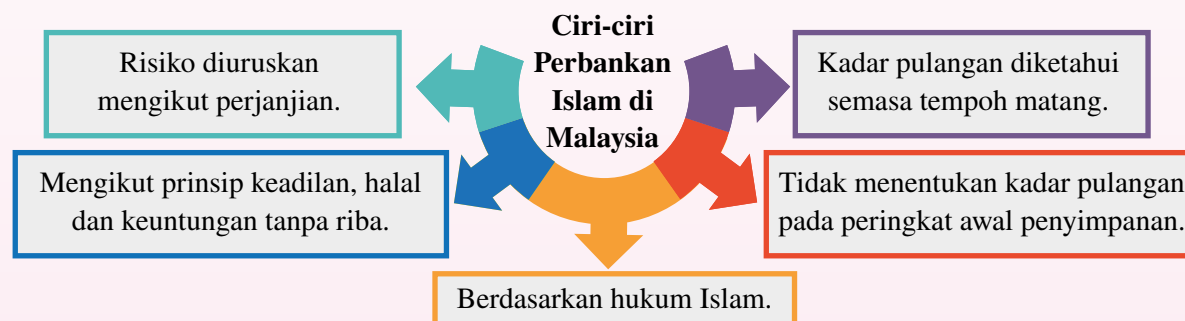 Ciri-ciri
Perbankan
Islam di
Malaysia
Risiko diuruskan
mengikut perjanjian.
Kadar pulangan diketahui
semasa tempoh matang.
Mengikut prinsip keadilan, halal
dan keuntungan tanpa riba.
Tidak menentukan kadar pulangan
pada peringkat awal penyimpanan.
Berdasarkan hukum Islam.